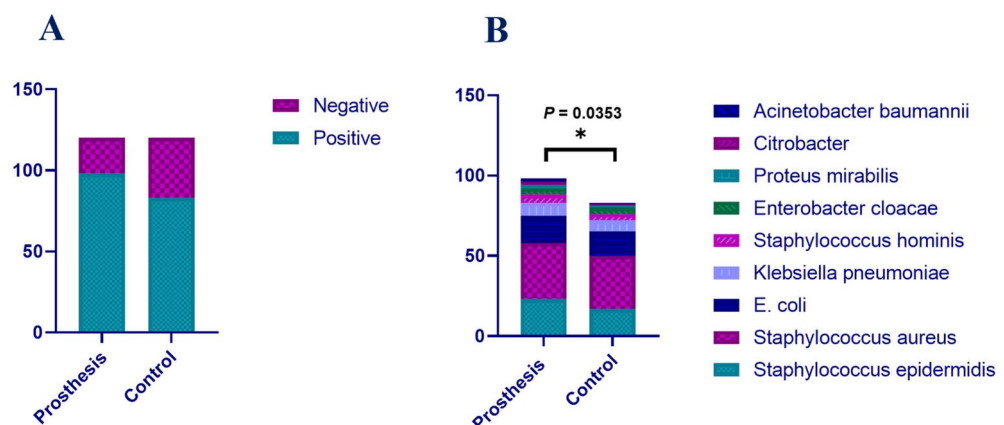 A
150
100
50
0
Prosthesis
Control
Negative
Positive
B
150
100
50
0
P = 0.0353
*
Prosthesis
Control
Acinetobacter baumannii
Citrobacter
Proteus mirabilis
Enterobacter cloacae
Staphylococcus hominis
Klebsiella pneumoniae
E. coli
Staphylococcus aureus
Staphylococcus epidermidis